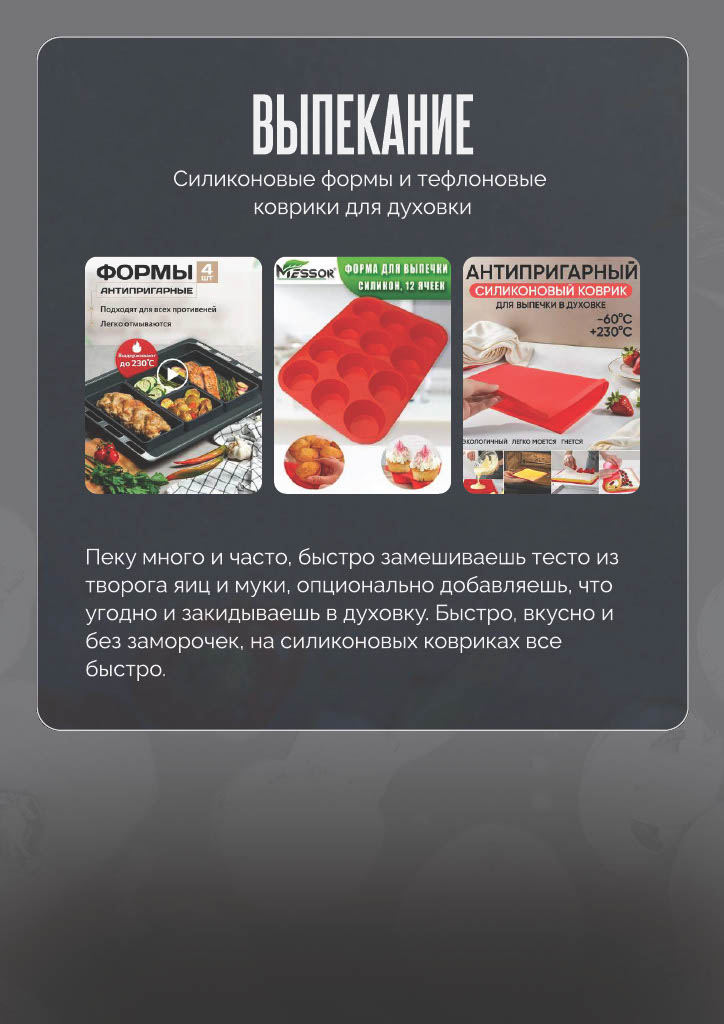 ВЫПЕКАНИЕ
Силиконовые формы и тефлоновые
коврики для духовки
ФОРМЫ 4 ШТ
АНТИПРИГАРНЫЕ
Подходят для всех противеней
Легко отмываются
Выдерживают
до 230°C
MESSOR
ФОРМА ДЛЯ ВЫПЕЧКИ
СИЛИКОН, 12 ЯЧЕЕК
АНТИПРИГАРНЫЙ
СИЛИКОНОВЫЙ КОВРИК
ДЛЯ ВЫПЕЧКИ В ДУХОВКЕ
-60°C
+230°C
ЭКОЛОГИЧНЫЙ ЛЕГКО МОЕТСЯ ГНЕТСЯ
Пеку много и часто, быстро замешиваешь тесто из
творога яиц и муки, опционально добавляешь, что
угодно и закидываешь в духовку. Быстро, вкусно и
без заморочек, на силиконовых ковриках все
быстро.